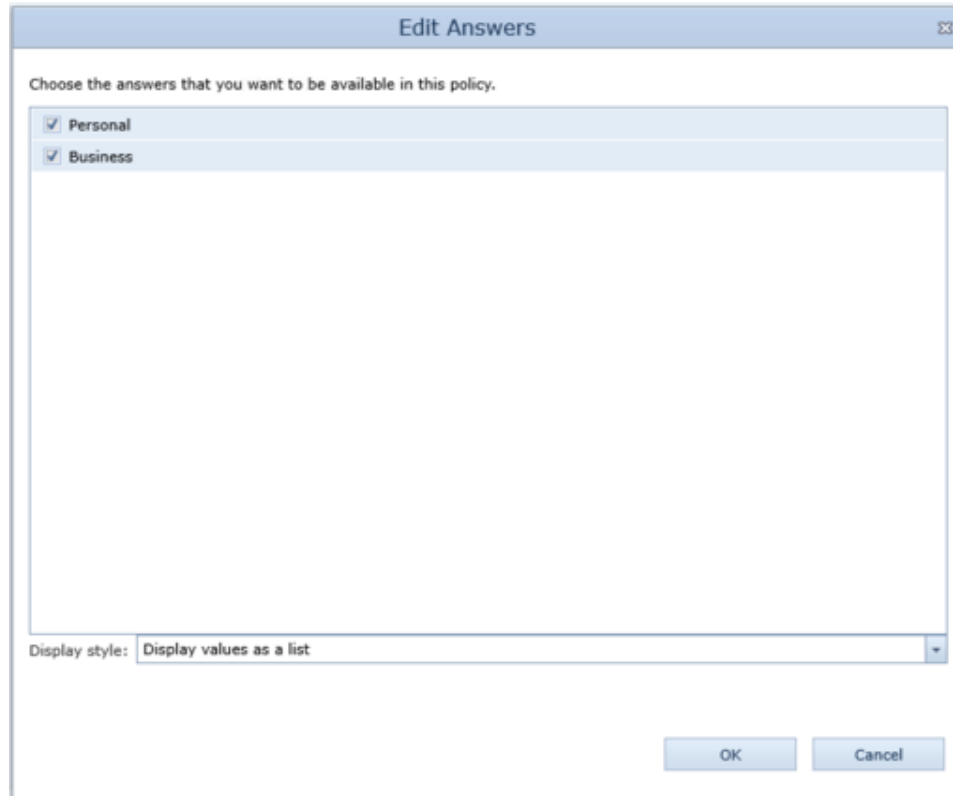 Edit Answers
Choose the answers that you want to be available in this policy.
Personal
Business
Display style: Display values as a list
OK Cancel